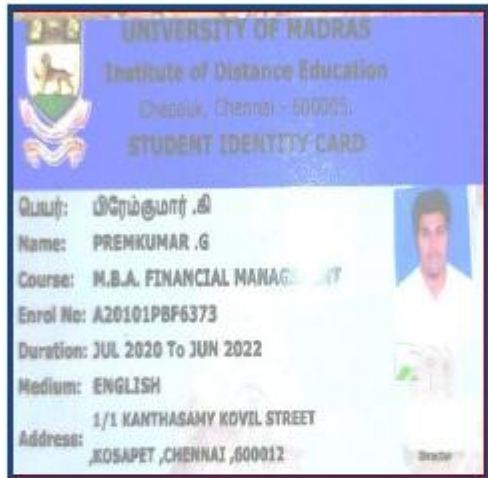 UNIVERSITY OF MADRAS
Institute of Distance Education
Chepauk, Chennai - 600005.
STUDENT IDENTITY CARD
பெயர்: பிரேம்குமார் .கி
Name: PREMKUMAR .G
Course: M.B.A. FINANCIAL
Enrol No: A20101PBF6373
Duration: JUL 2020 To JUN 2022
Medium: ENGLISH
Address: 1/1 KANTHASAMY KOVIL STREET
,KOSAPET ,CHENNAI ,600012
Director